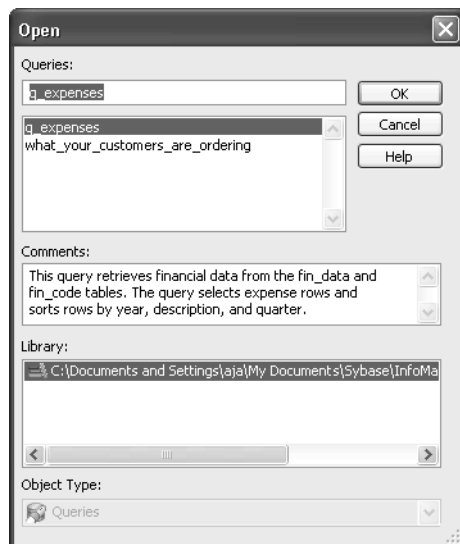 Open
Queries:
q_expenses
OK
q_expenses
what_your_customers_are_ordering
Cancel
Help
Comments:
This query retrieves financial data from the fin_data and
fin_code tables. The query selects expense rows and
sorts rows by year, description, and quarter.
Library:
C:\Documents and Settings\aja\My Documents\Sybase\InfoMa
Object Type:
Queries